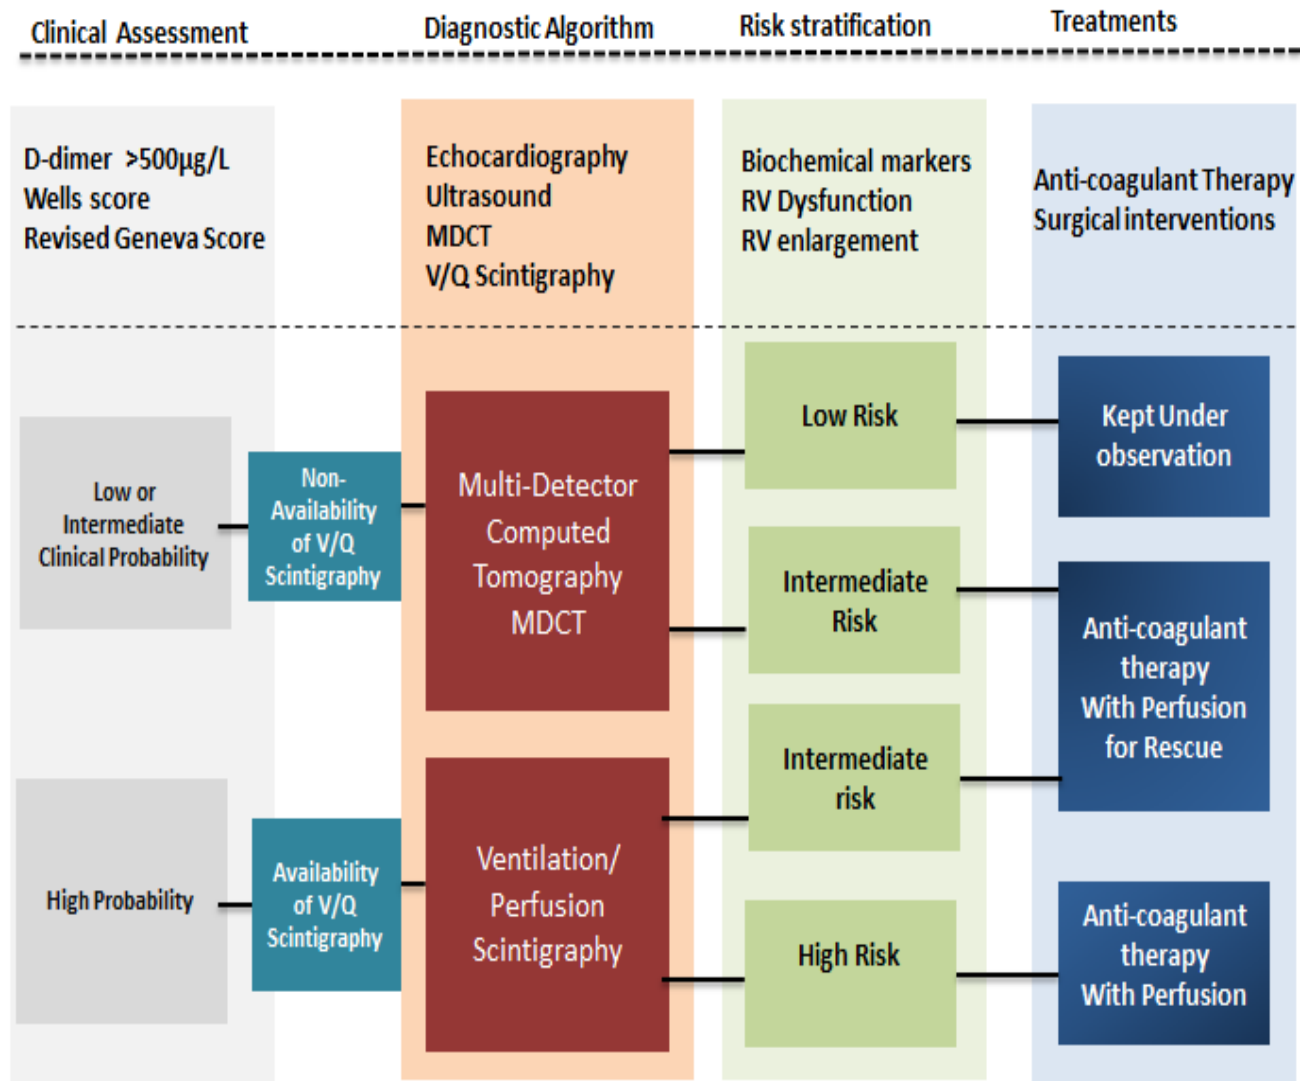 Clinical Assessment
Diagnostic Algorithm
Risk stratification
Treatments
D-dimer >500µg/L
Wells score
Revised Geneva Score
Echocardiography
Ultrasound
MDCT
V/Q Scintigraphy
Biochemical markers
RV Dysfunction
RV enlargement
Anti-coagulant Therapy
Surgical interventions
Low or
Intermediate
Clinical Probability
Non-
Availability
of V/Q
Scintigraphy
Multi-Detector
Computed
Tomography
MDCT
Low Risk
Kept Under
observation
Intermediate
Risk
Anti-coagulant
therapy
With Perfusion
for Rescue
High Probability
Availability
of V/Q
Scintigraphy
Ventilation/
Perfusion
Scintigraphy
Intermediate
risk
High Risk
Anti-coagulant
therapy
With Perfusion